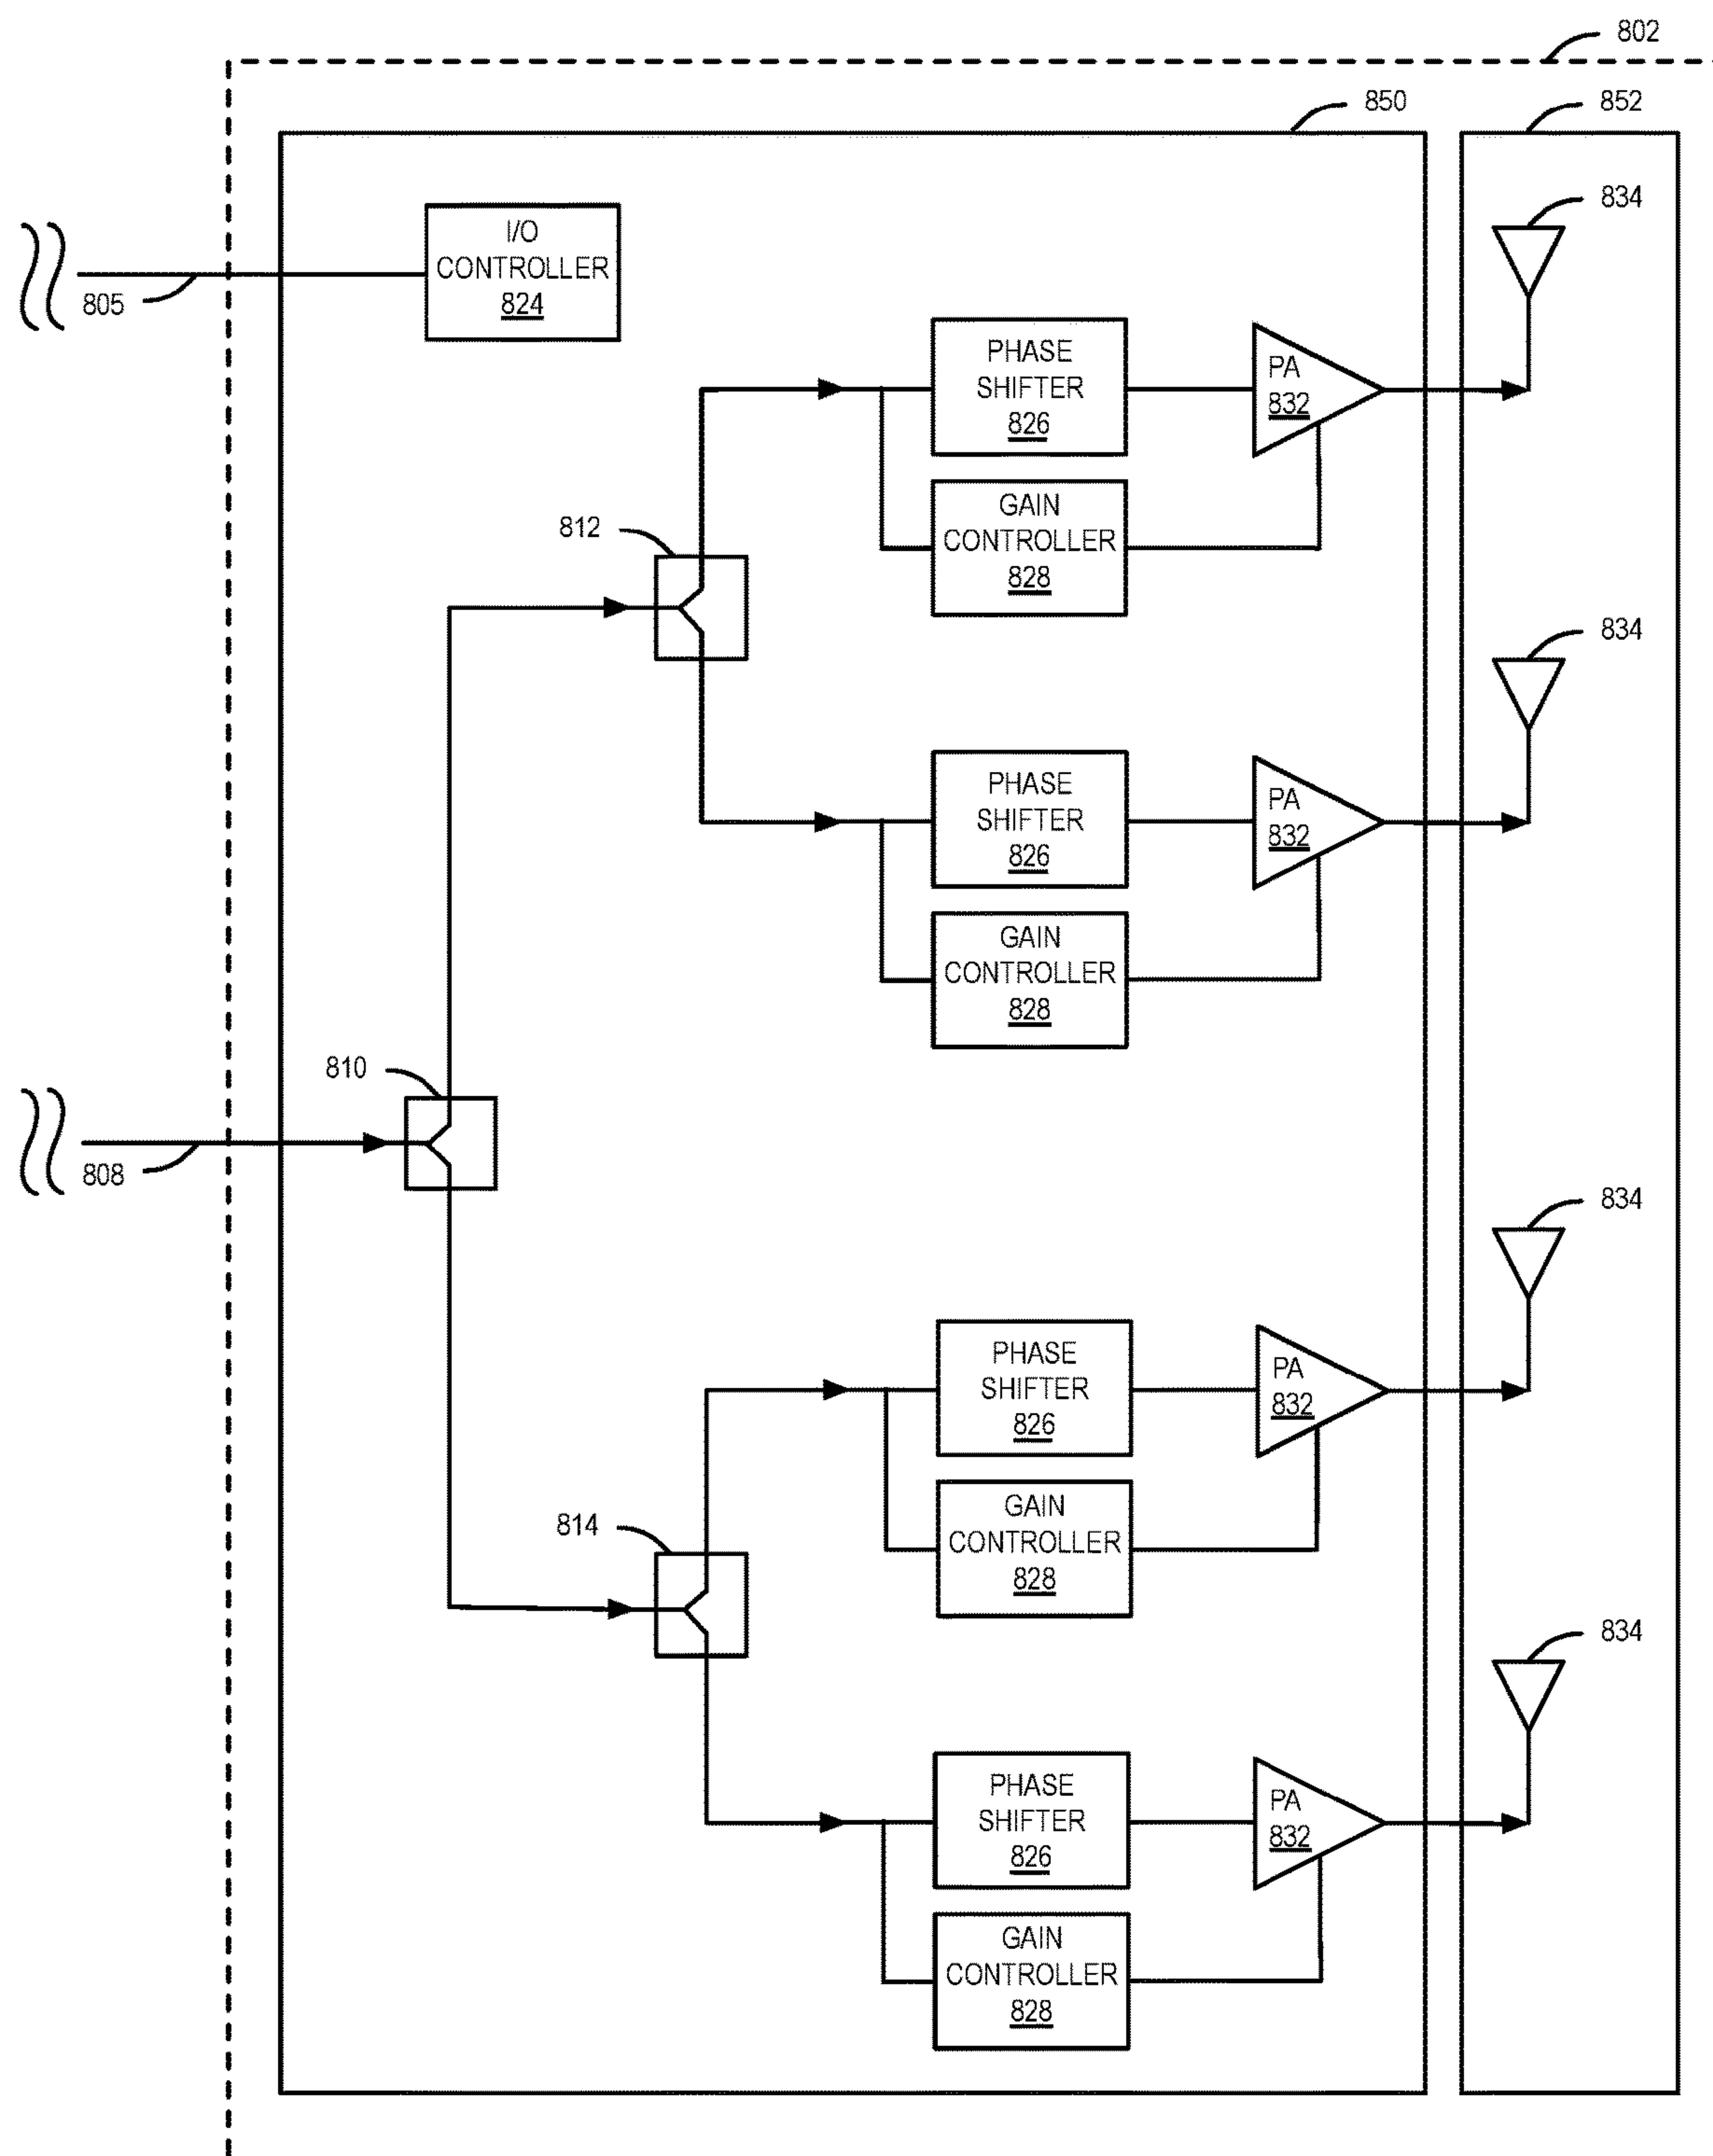 802
850
852
834
I/O
CONTROLLER
824
805
PHASE
SHIFTER
826
PA
832
GAIN
CONTROLLER
828
812
834
PHASE
SHIFTER
826
PA
832
GAIN
CONTROLLER
828
810
808
834
PHASE
SHIFTER
826
PA
832
GAIN
CONTROLLER
828
814
834
PHASE
SHIFTER
826
PA
832
GAIN
CONTROLLER
828